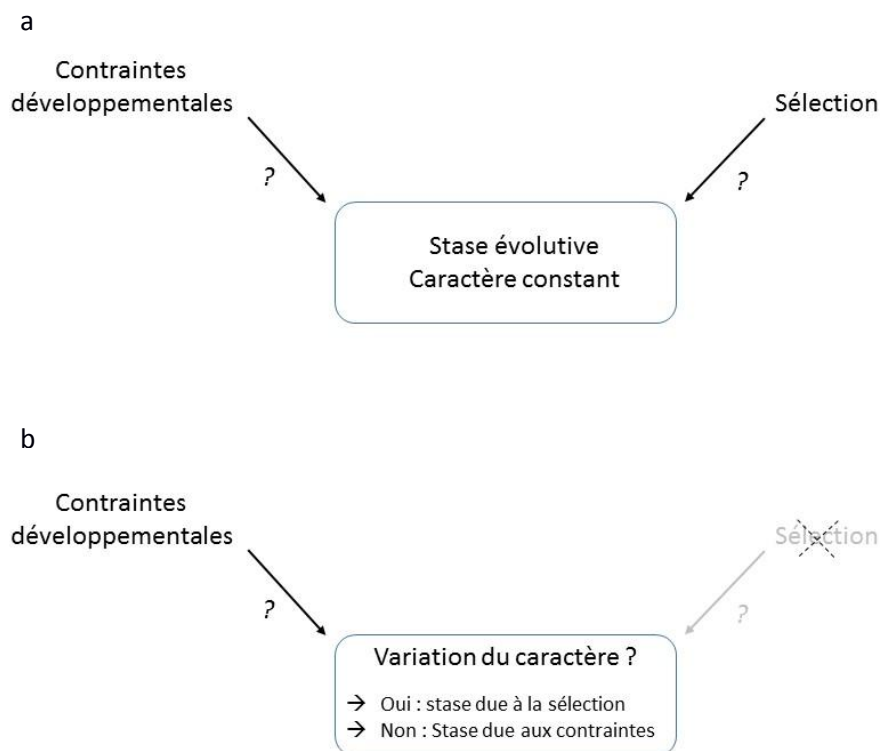 a
Contraintes
développementales
Sélection
?
?
Stase évolutive
Caractère constant
b
Contraintes
développementales
Sélection
?
?
Variation du caractère ?
→ Oui : stase due à la sélection
→ Non : Stase due aux contraintes